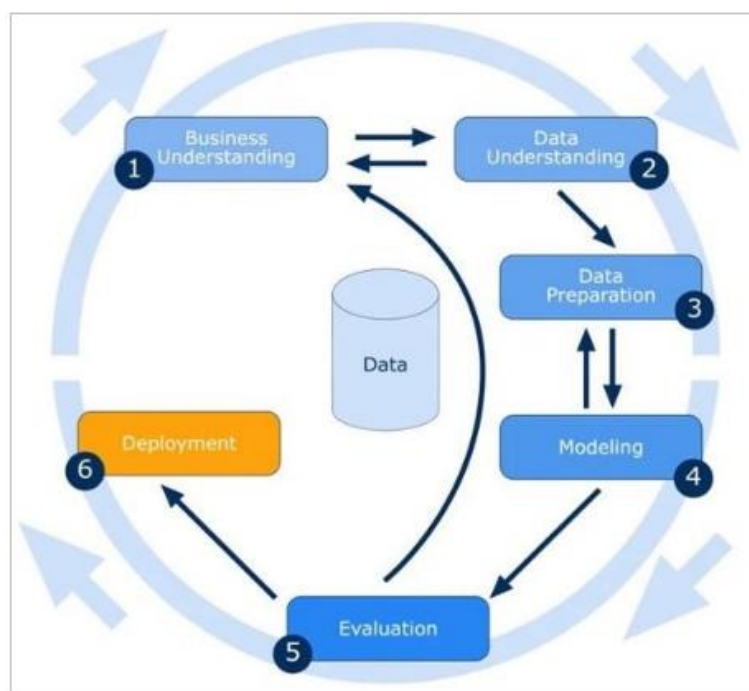 Business
Understanding
1
Data
Understanding
2
Data
Preparation
3
Data
Deployment
6
Modeling
4
Evaluation
5